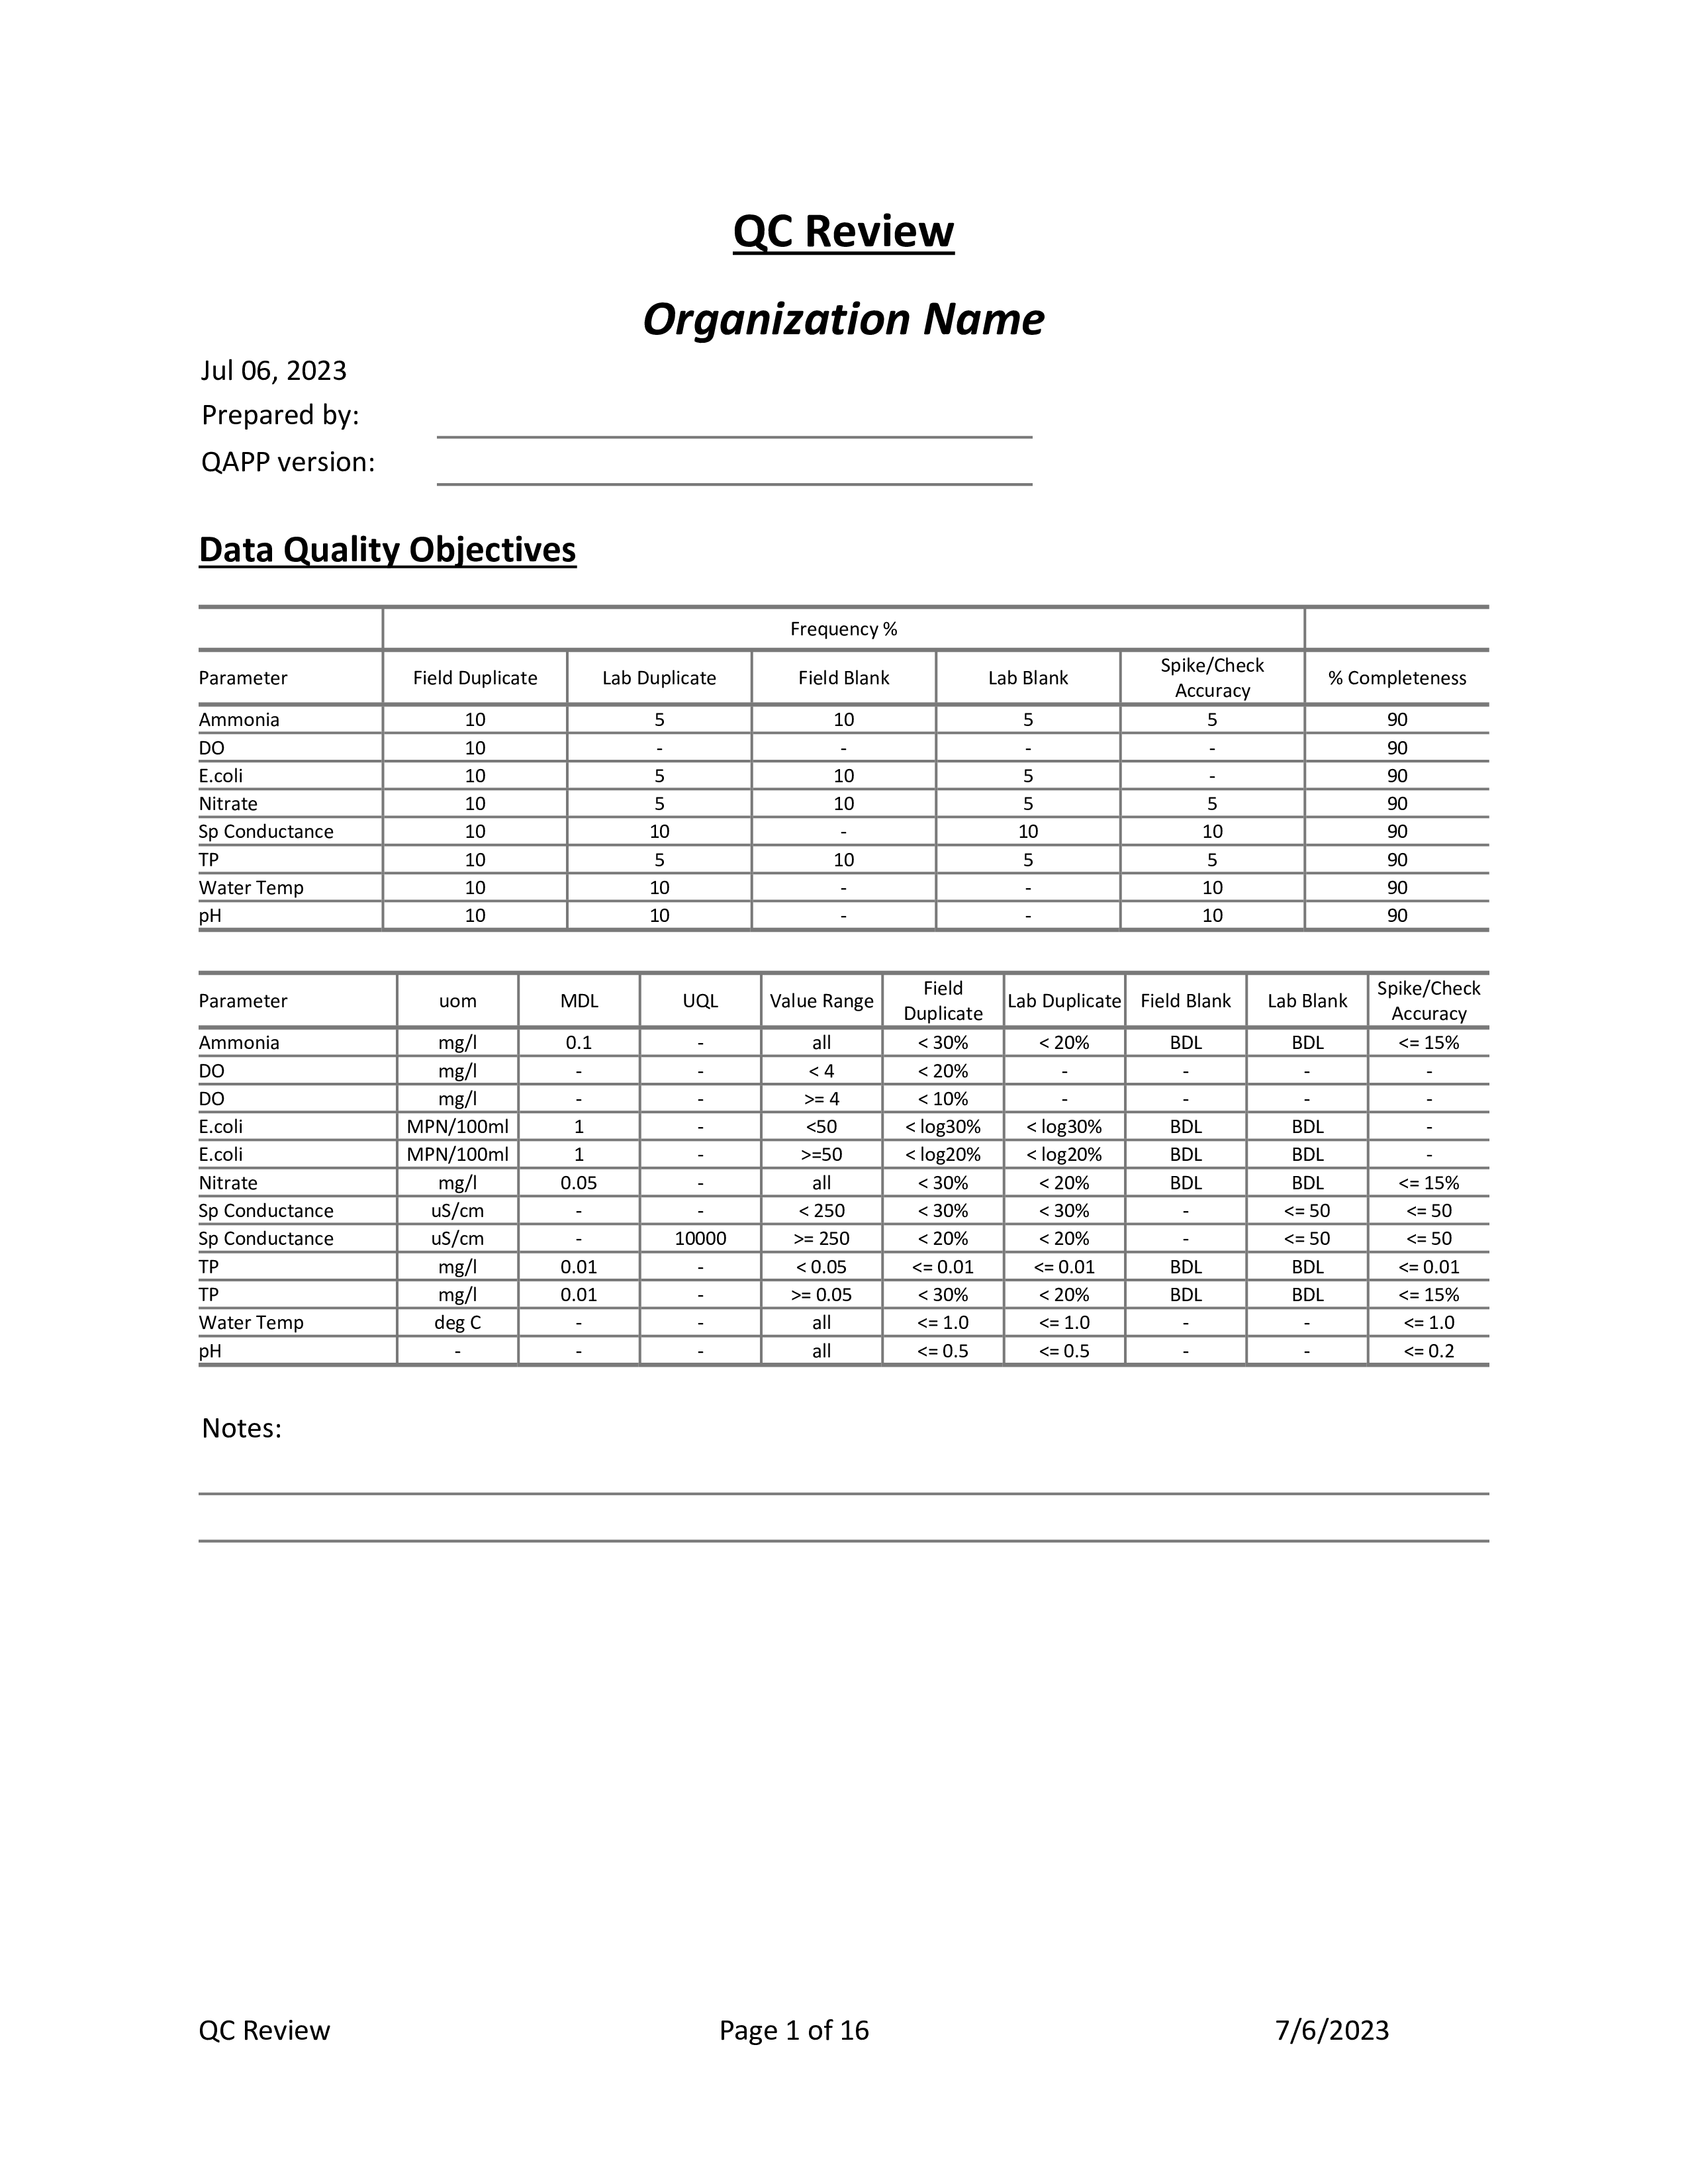 QC Review
Organization Name
Jul 06, 2023
Prepared by:
QAPP version:
Data Quality Objectives
Frequency %
Parameter Field Duplicate Lab Duplicate Field Blank Lab Blank Spike/Check Accuracy % Completeness
Ammonia 10 5 10 5 5 90
DO 10 - - - - 90
E.coli 10 5 10 5 - 90
Nitrate 10 5 10 5 5 90
Sp Conductance 10 10 - 10 10 90
TP 10 5 10 5 5 90
Water Temp 10 10 - - 10 90
pH 10 10 - - 10 90
Parameter uom MDL UQL Value Range Field Duplicate Lab Duplicate Field Blank Lab Blank Spike/Check Accuracy
Ammonia mg/l 0.1 - all < 30% < 20% BDL BDL <= 15%
DO mg/l - - < 4 < 20% - - - -
DO mg/l - - >= 4 < 10% - - - -
E.coli MPN/100ml 1 - <50 < log30% < log30% BDL BDL -
E.coli MPN/100ml 1 - >=50 < log20% < log20% BDL BDL -
Nitrate mg/l 0.05 - all < 30% < 20% BDL BDL <= 15%
Sp Conductance uS/cm - - < 250 < 30% < 30% - <= 50 <= 50
Sp Conductance uS/cm - 10000 >= 250 < 20% < 20% - <= 50 <= 50
TP mg/l 0.01 - < 0.05 <= 0.01 <= 0.01 BDL BDL <= 0.01
TP mg/l 0.01 - >= 0.05 < 30% < 20% BDL BDL <= 15%
Water Temp deg C - - all <= 1.0 <= 1.0 - - <= 1.0
pH - - - all <= 0.5 <= 0.5 - - <= 0.2
Notes:
QC Review Page 1 of 16 7/6/2023